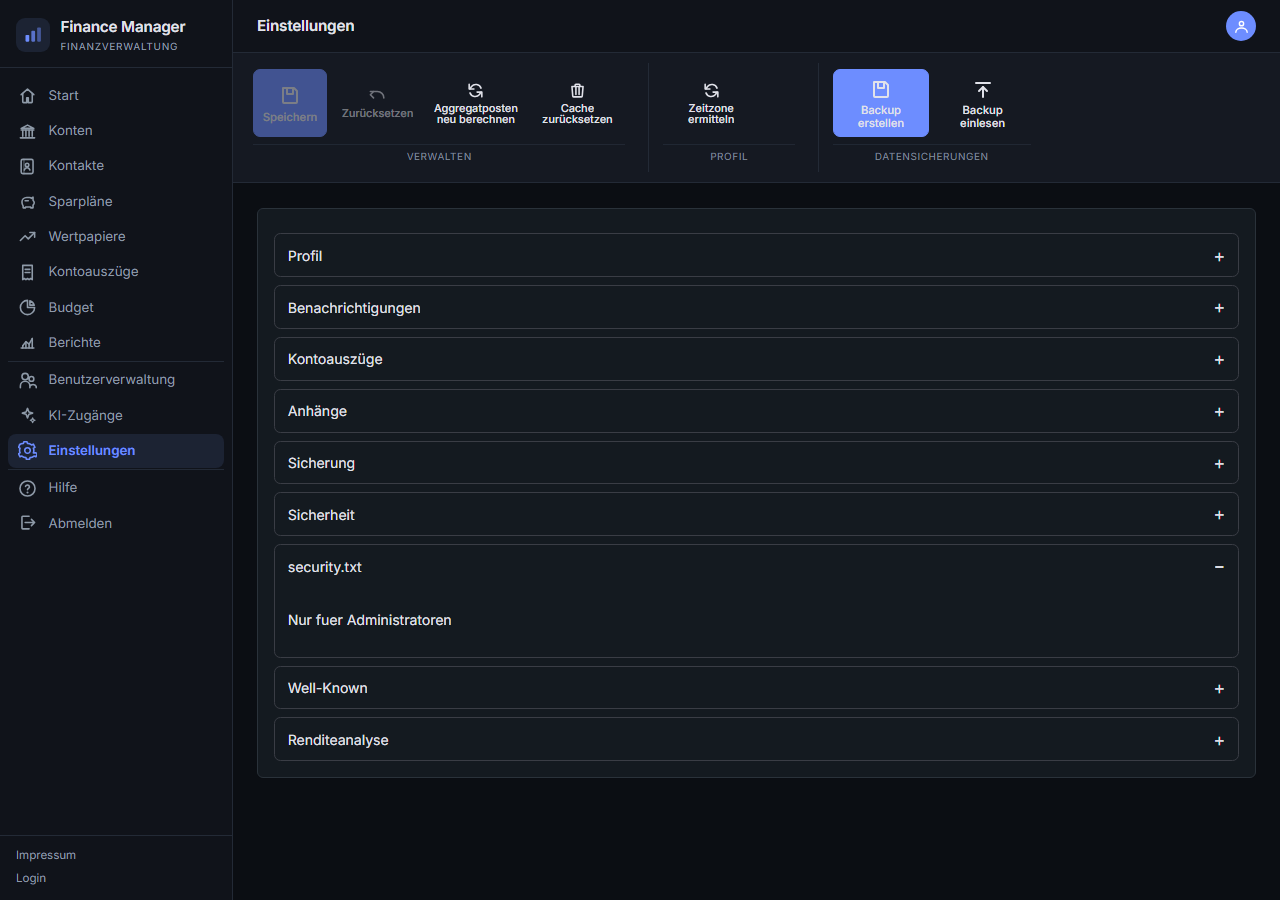 Finance Manager
FINANZVERWALTUNG
Start
Konten
Kontakte
Sparpläne
Wertpapiere
Kontoauszüge
Budget
Berichte
Benutzerverwaltung
KI-Zugänge
Einstellungen
Hilfe
Abmelden
Impressum
Login
Einstellungen
Speichern
Zurücksetzen
Aggregatposten
neu berechnen
Cache
zurücksetzen
VERWALTEN
Zeitzone
ermitteln
PROFIL
Backup
erstellen
Backup
einlesen
DATENSICHERUNGEN
Profil +
Benachrichtigungen +
Kontoauszüge +
Anhänge +
Sicherung +
Sicherheit +
security.txt −
Nur fuer Administratoren
Well-Known +
Renditeanalyse +